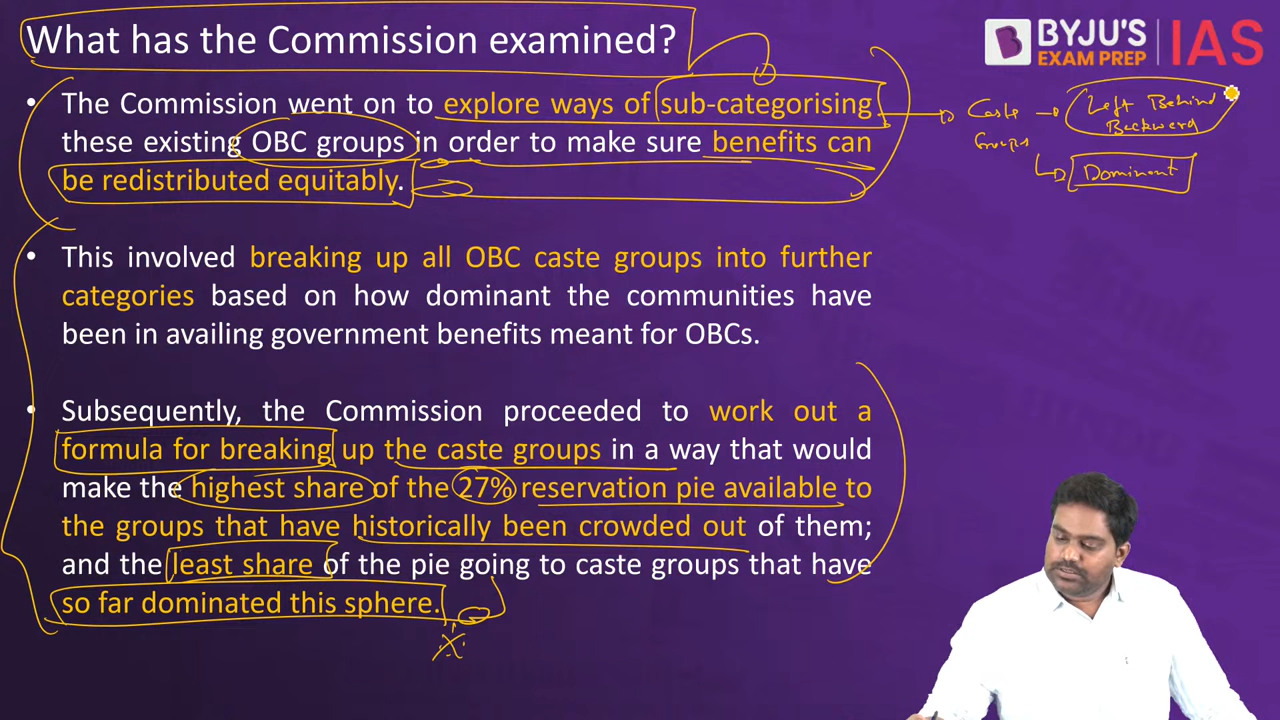 What has the Commission examined?
BYJU'S
EXAM PREP
IAS
• The Commission went on to explore ways of sub-categorising
these existing OBC groups in order to make sure benefits can
be redistributed equitably.
Caste
Groups
Left Behind
Backward
Dominant
• This involved breaking up all OBC caste groups into further
categories based on how dominant the communities have
been in availing government benefits meant for OBCs.
• Subsequently, the Commission proceeded to work out a
formula for breaking up the caste groups in a way that would
make the highest share of the 27% reservation pie available to
the groups that have historically been crowded out of them;
and the least share of the pie going to caste groups that have
so far dominated this sphere.